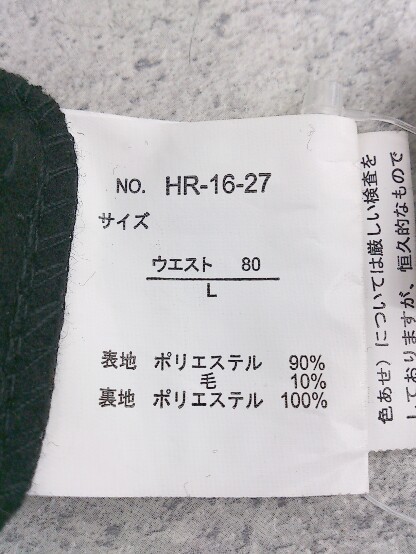 NO. HR-16-27
サイズ
ウエスト 80
L
表地 ポリエステル 90%
毛 10%
裏地 ポリエステル 100%
色あせ）については厳しい検査を
しておりますが、恒久的なもので